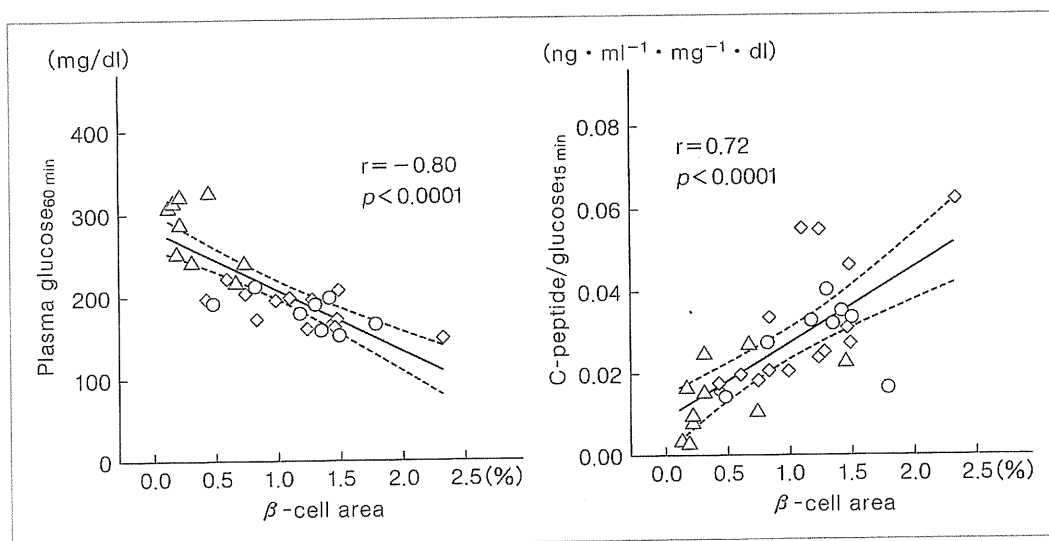 (mg/dl)
Plasma glucose60 min
400
300
200
100
0
r=−0.80
p<0.0001
0.0 0.5 1.0 1.5 2.0 2.5(%)
β-cell area
(ng・ml−1・mg−1・dl)
C-peptide/glucose15 min
0.08
0.06
0.04
0.02
0.00
r=0.72
p<0.0001
0.0 0.5 1.0 1.5 2.0 2.5(%)
β-cell area